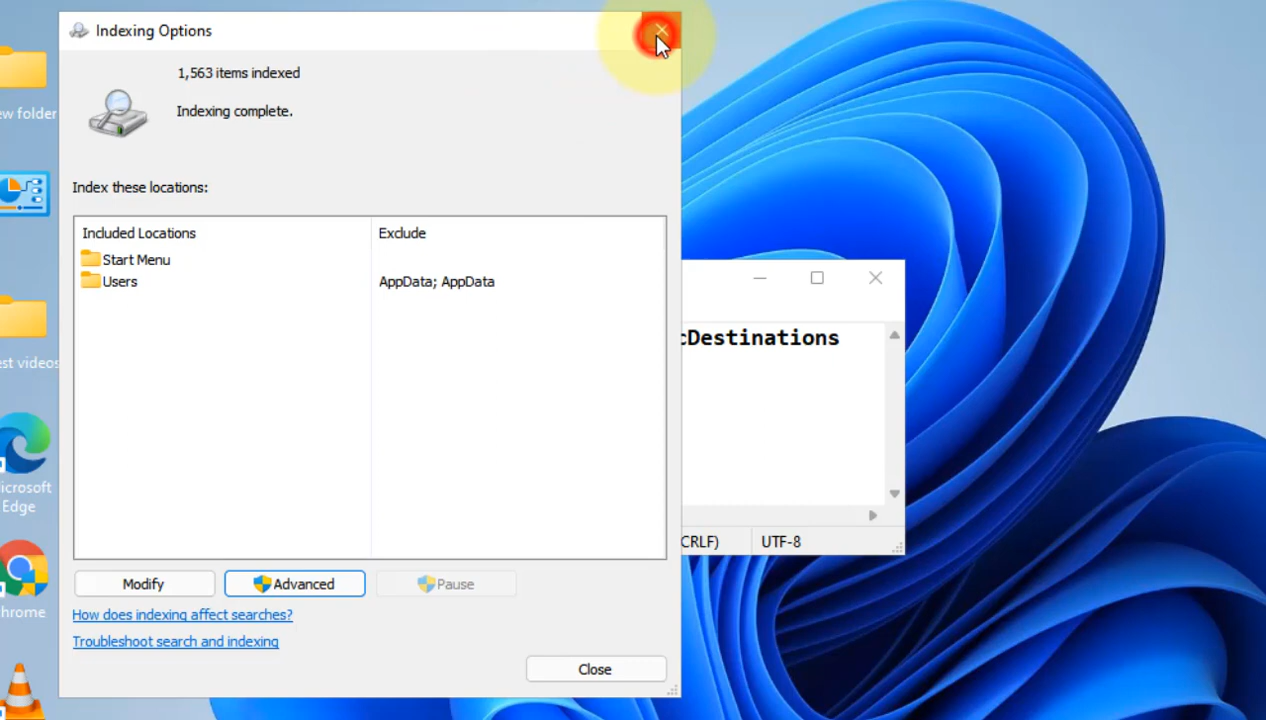 Indexing Options
1,563 items indexed
Indexing complete.
Index these locations:
Included Locations
Exclude
Start Menu
Users
AppData; AppData
Modify
Advanced
Pause
How does indexing affect searches?
Troubleshoot search and indexing
Close
cDestinations
CRLF)
UTF-8
ew folder
est videos
icrosoft
Edge
hrome